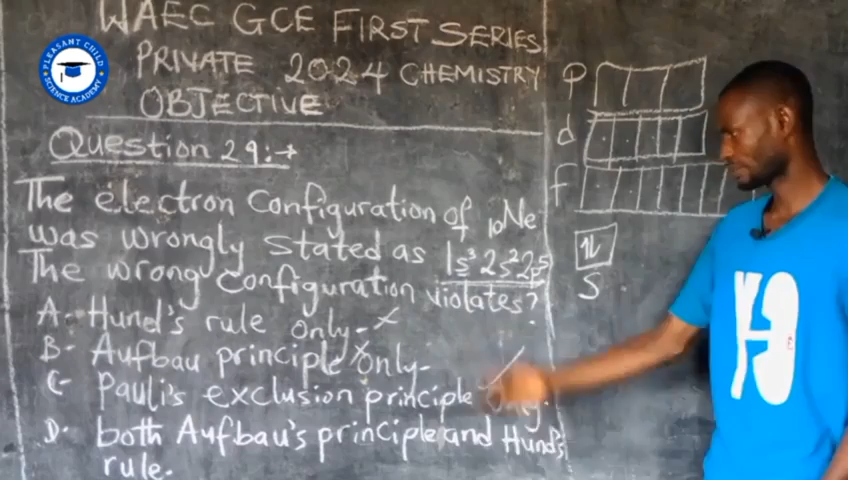 WAEC GCE FIRST SERIES
PRIVATE 2024 CHEMISTRY
OBJECTIVE
PLEASANT CHILD
SCIENCE ACADEMY
Question 29:→
The electron Configuration of ₁₀Ne
was wrongly stated as 1s³2s²2p⁵
The wrong Configuration violates?
A- Hund's rule only- ×
B- Aufbau principle only-
C- Pauli's exclusion principle only.
D- both Aufbau's principle and Hund's
rule.
p
d
f
S